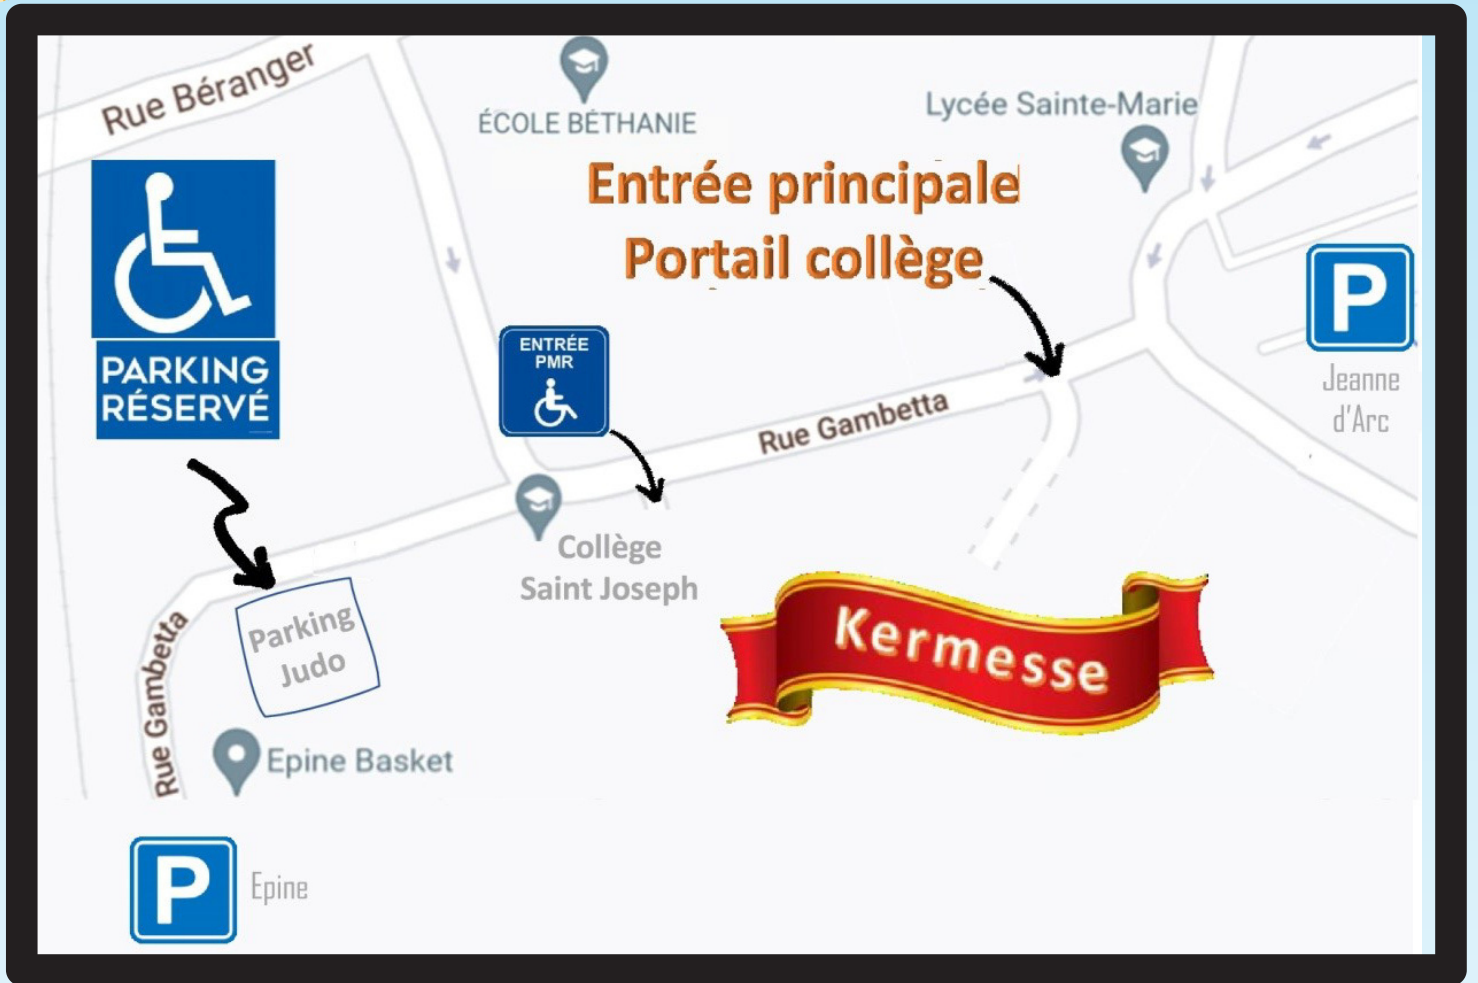 Rue Béranger
ÉCOLE BÉTHANIE
Lycée Sainte-Marie
Entrée principale
Portail collège
PARKING
RÉSERVÉ
ENTRÉE
PMR
P
Jeanne
d'Arc
Rue Gambetta
Collège
Saint Joseph
Parking
Judo
Rue Gambetta
Kermesse
Epine Basket
P
Epine